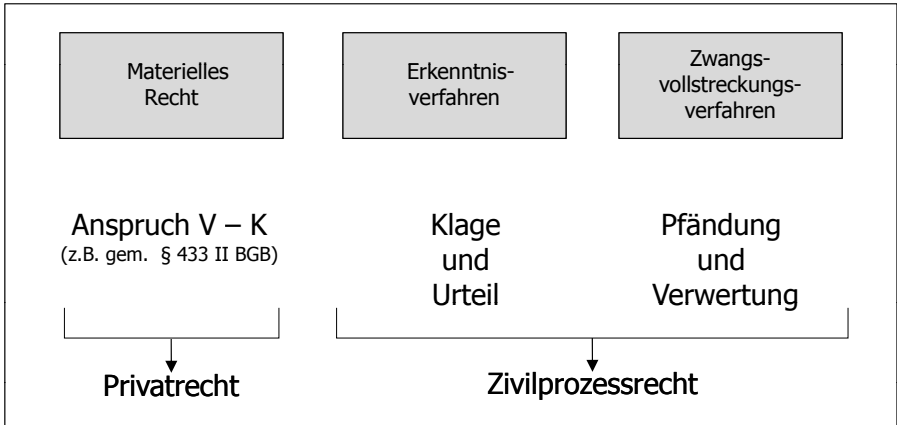 Materielles
Recht
Erkenntnis-
verfahren
Zwangs-
vollstreckungs-
verfahren
Anspruch V – K
(z.B. gem. § 433 II BGB)
Klage
und
Urteil
Pfändung
und
Verwertung
Privatrecht
Zivilprozessrecht